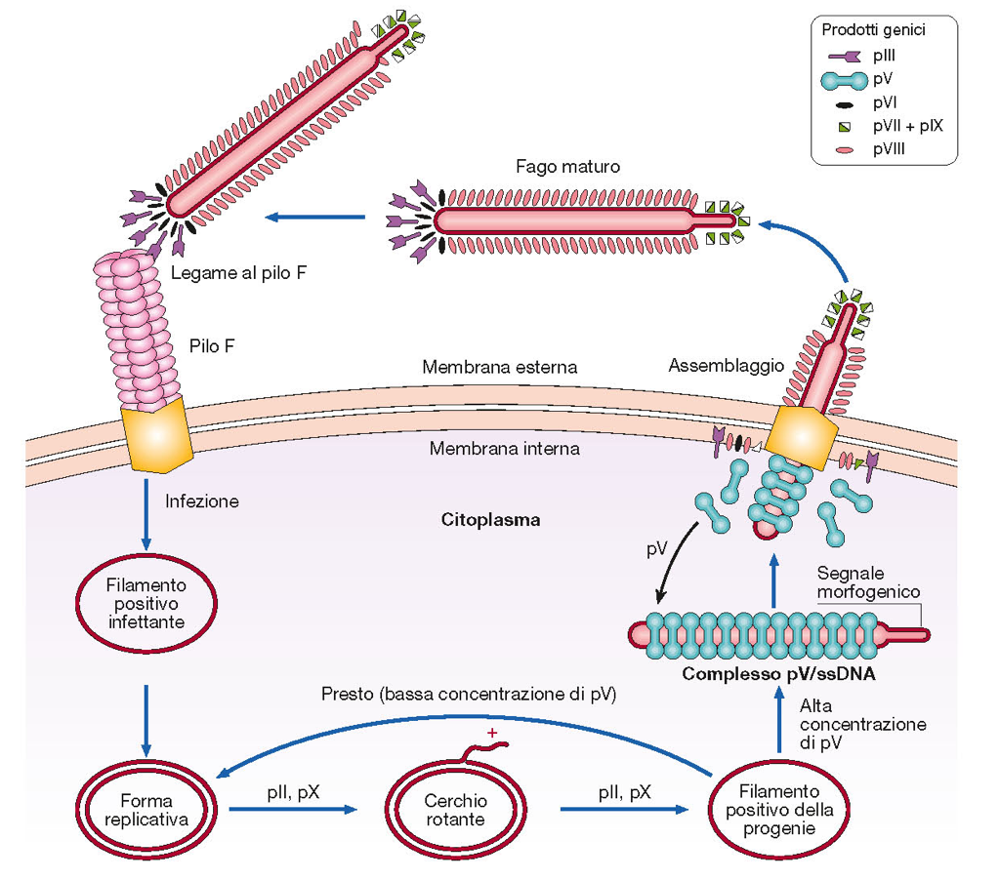 Prodotti genici
pIII
pV
pVI
pVII + pIX
pVIII
Fago maturo
Legame al pilo F
Pilo F
Membrana esterna
Assemblaggio
Membrana interna
Infezione
Citoplasma
pV
Segnale
morfogenico
Filamento
positivo
infettante
Complesso pV/ssDNA
Presto (bassa concentrazione di pV)
Alta
concentrazione
di pV
+
Forma
replicativa
pII, pX
Cerchio
rotante
pII, pX
Filamento
positivo della
progenie